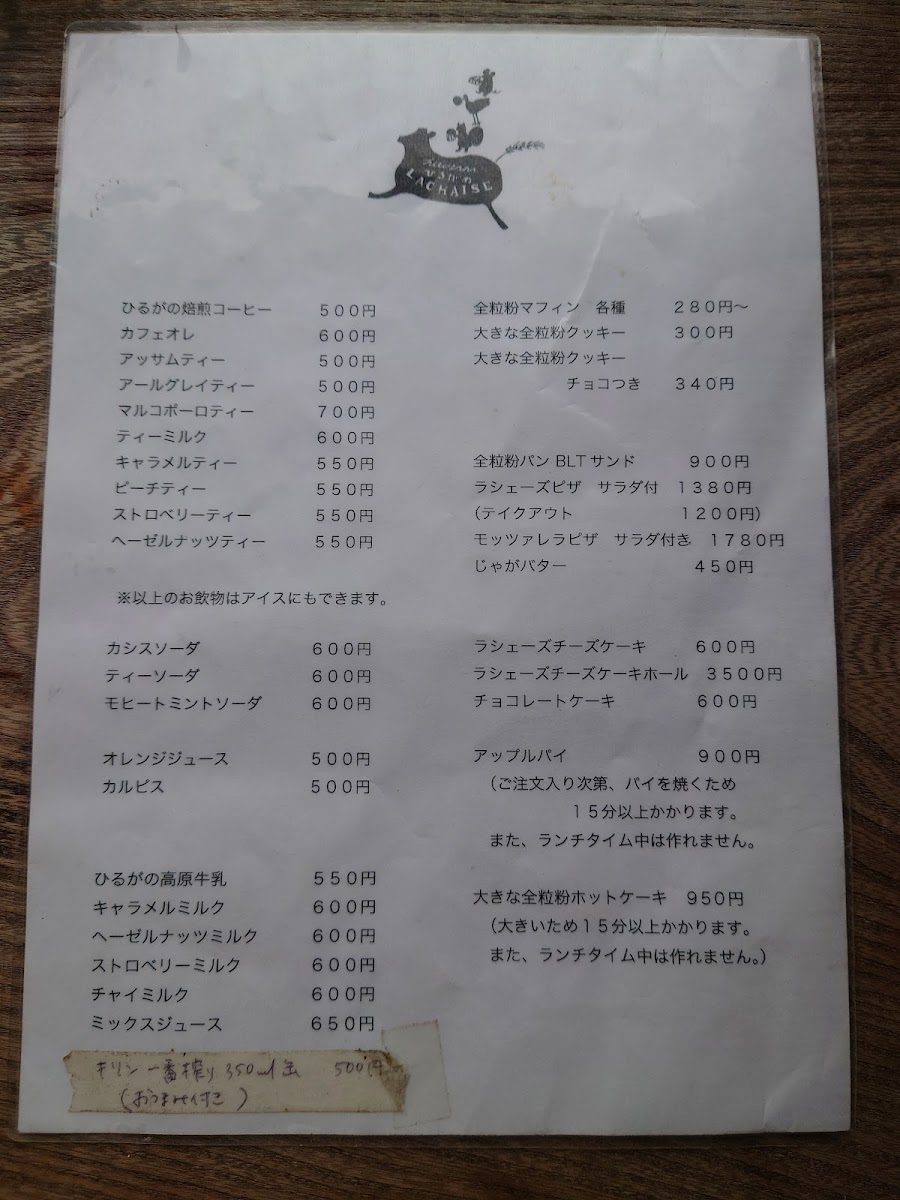 LACHAISE
ひるがの焙煎コーヒー 500円
カフェオレ 600円
アッサムティー 500円
アールグレイティー 500円
マルコポーロティー 700円
ティーミルク 600円
キャラメルティー 550円
ピーチティー 550円
ストロベリーティー 550円
ヘーゼルナッツティー 550円
※以上のお飲物はアイスにもできます。
カシスソーダ 600円
ティーソーダ 600円
モヒートミントソーダ 600円
オレンジジュース 500円
カルピス 500円
ひるがの高原牛乳 550円
キャラメルミルク 600円
ヘーゼルナッツミルク 600円
ストロベリーミルク 600円
チャイミルク 600円
ミックスジュース 650円
キリン一番搾り 350ml缶 500円
(おつまみ付き)
全粒粉マフィン 各種 280円〜
大きな全粒粉クッキー 300円
大きな全粒粉クッキー
チョコつき 340円
全粒粉パン BLTサンド 900円
ラシェーズピザ サラダ付 1380円
(テイクアウト 1200円)
モッツァレラピザ サラダ付き 1780円
じゃがバター 450円
ラシェーズチーズケーキ 600円
ラシェーズチーズケーキホール 3500円
チョコレートケーキ 600円
アップルパイ 900円
(ご注文入り次第、パイを焼くため
15分以上かかります。
また、ランチタイム中は作れません。
大きな全粒粉ホットケーキ 950円
(大きいため15分以上かかります。
また、ランチタイム中は作れません。)